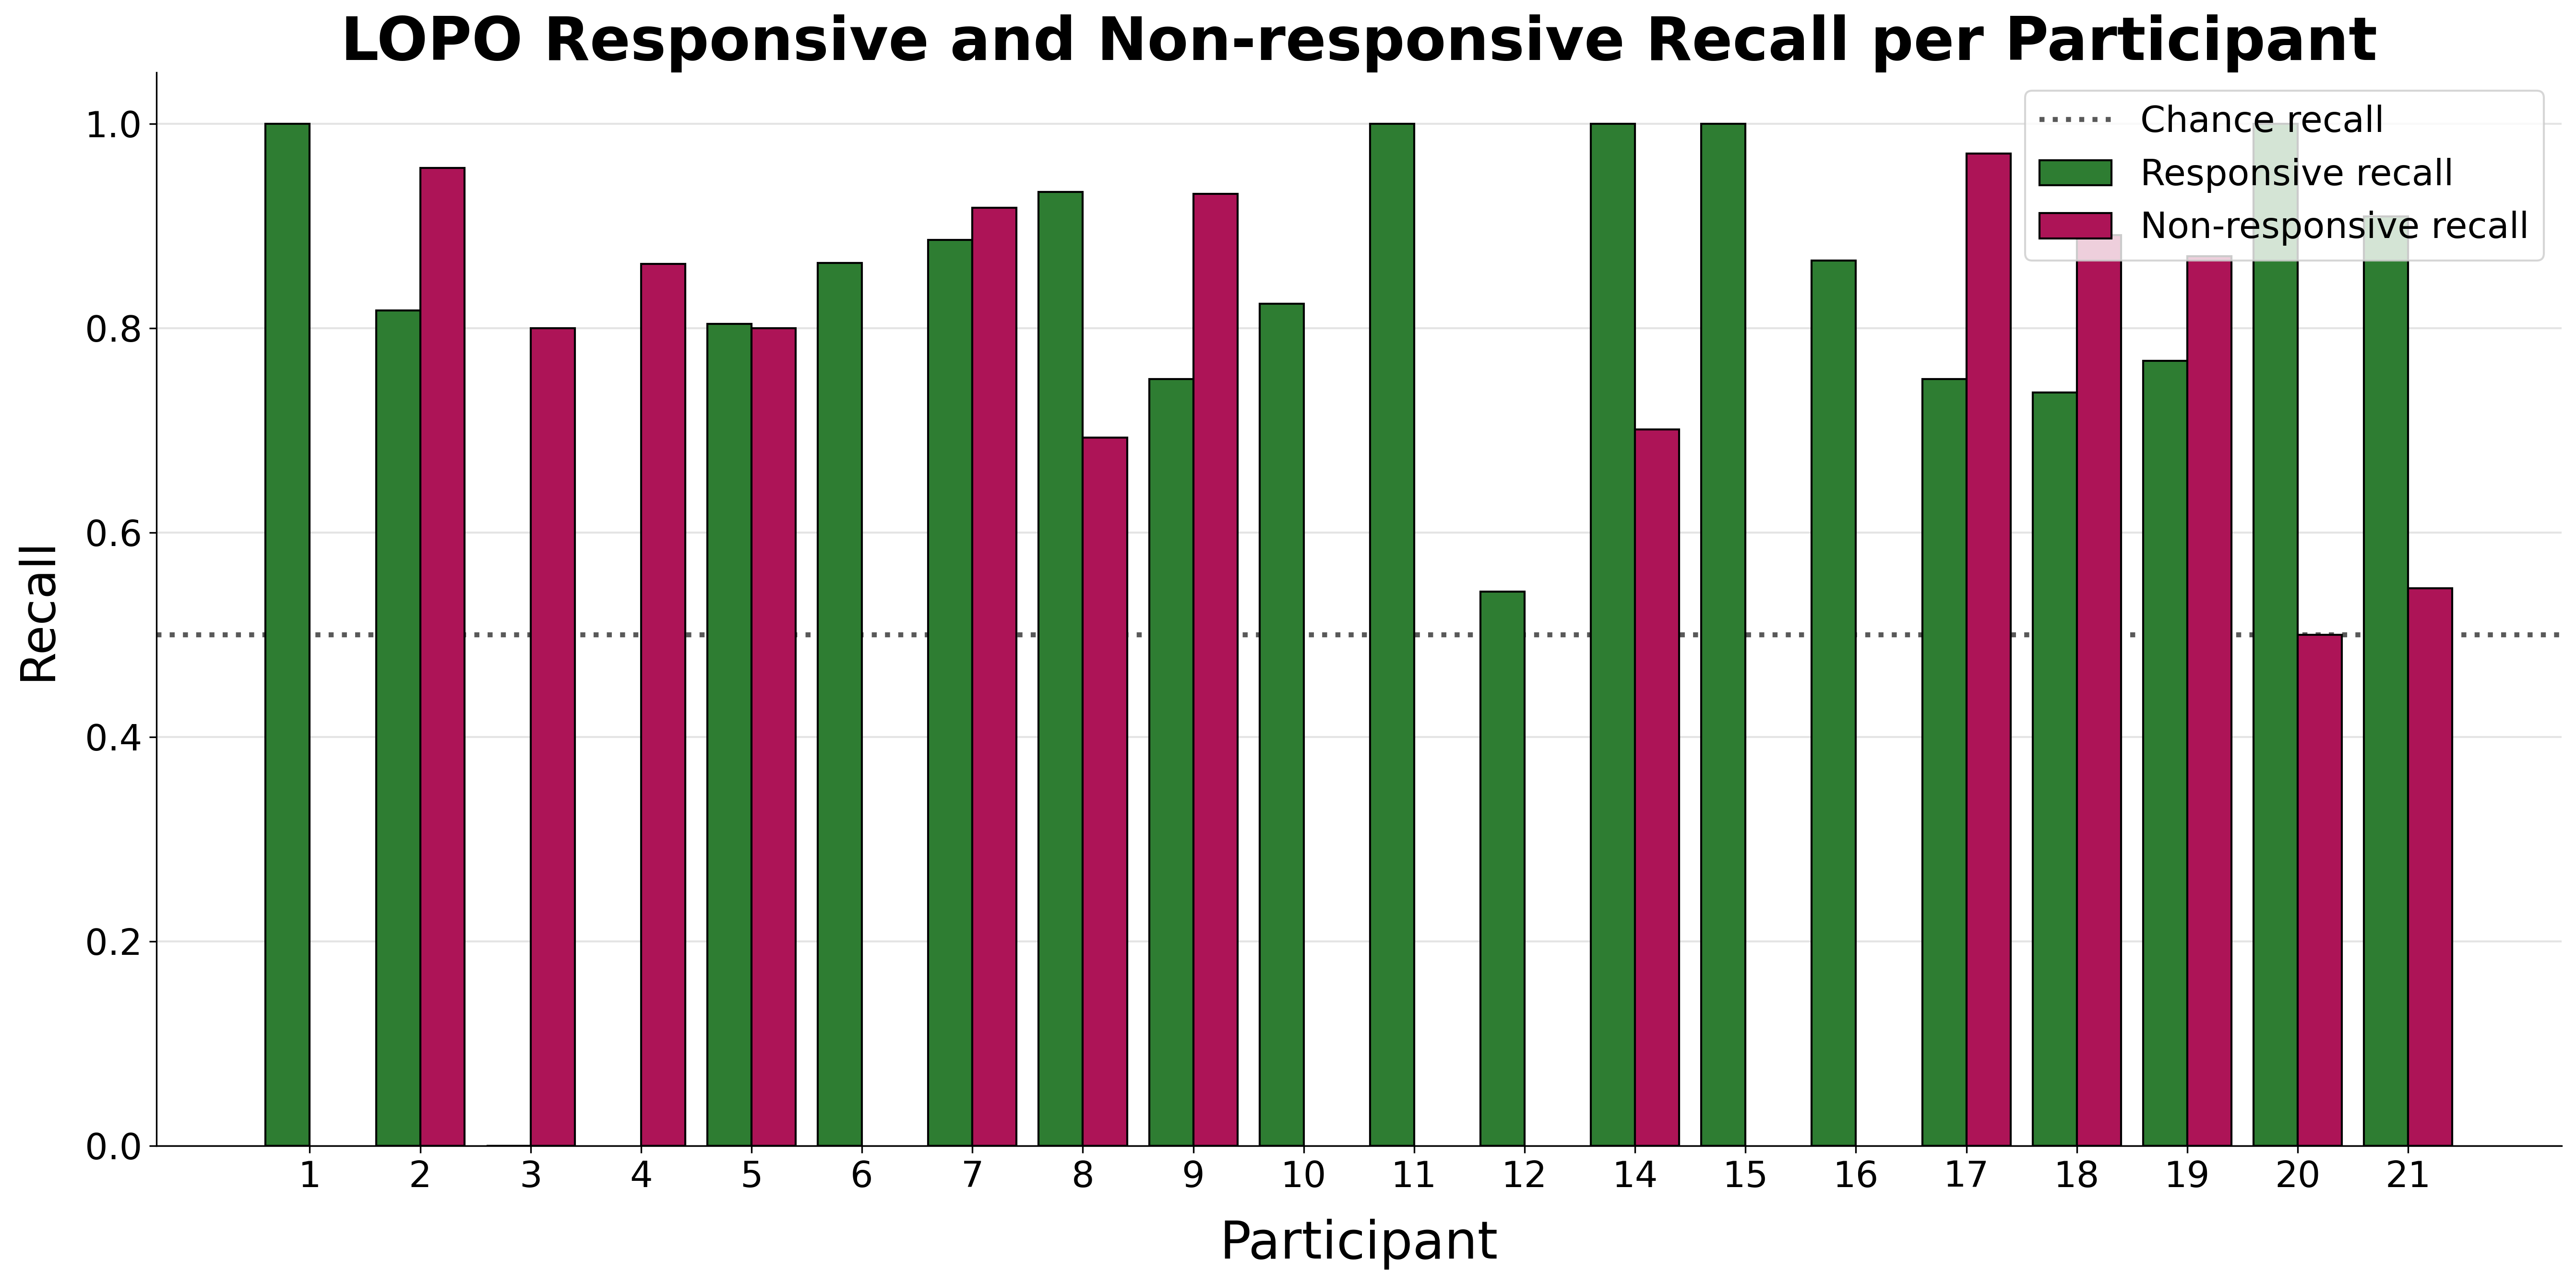 LOPO Responsive and Non-responsive Recall per Participant
Chance recall
Responsive recall
Non-responsive recall
1.0
0.8
0.6
0.4
0.2
0.0
Recall
1 2 3 4 5 6 7 8 9 10 11 12 14 15 16 17 18 19 20 21
Participant